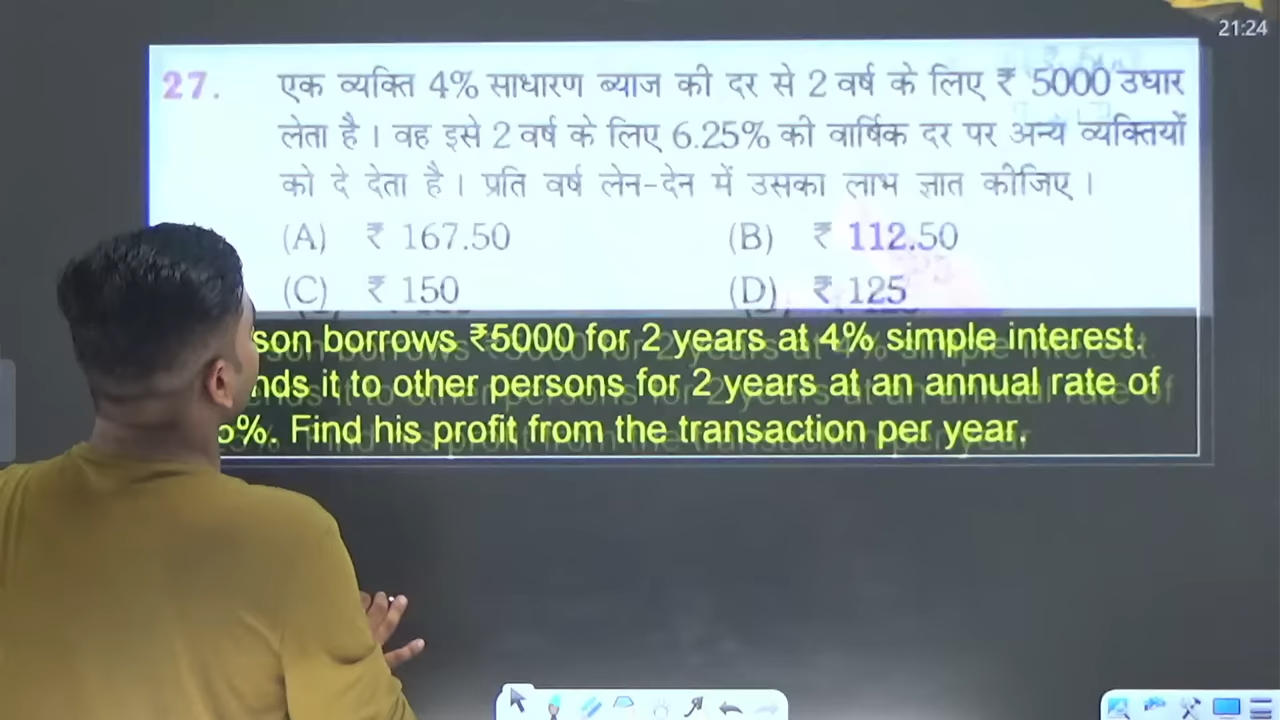 21:24
27. एक व्यक्ति 4% साधारण ब्याज की दर से 2 वर्ष के लिए ₹ 5000 उधार
लेता है । वह इसे 2 वर्ष के लिए 6.25% की वार्षिक दर पर अन्य व्यक्तियों
को दे देता है । प्रति वर्ष लेन-देन में उसका लाभ ज्ञात कीजिए ।
(A) ₹ 167.50 (B) ₹ 112.50
(C) ₹ 150 (D) ₹ 125
borrows ₹5000 for 2 years at 4% simple interest.
it to other persons for 2 years at an annual rate of
Find his profit from the transaction per year.